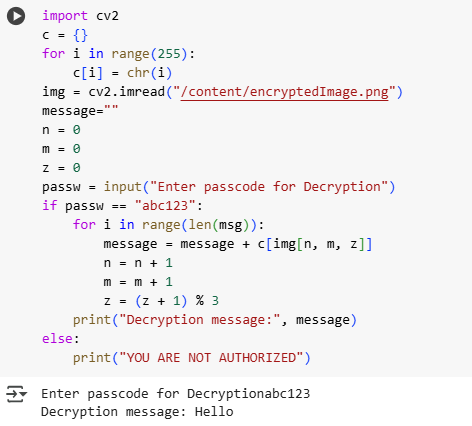 import cv2
c = {}
for i in range(255):
    c[i] = chr(i)
img = cv2.imread("/content/encryptedImage.png")
message=""
n = 0
m = 0
z = 0
passw = input("Enter passcode for Decryption")
if passw == "abc123":
    for i in range(len(msg)):
        message = message + c[img[n, m, z]]
        n = n + 1
        m = m + 1
        z = (z + 1) % 3
    print("Decryption message:", message)
else:
    print("YOU ARE NOT AUTHORIZED")
Enter passcode for Decryptionabc123
Decryption message: Hello